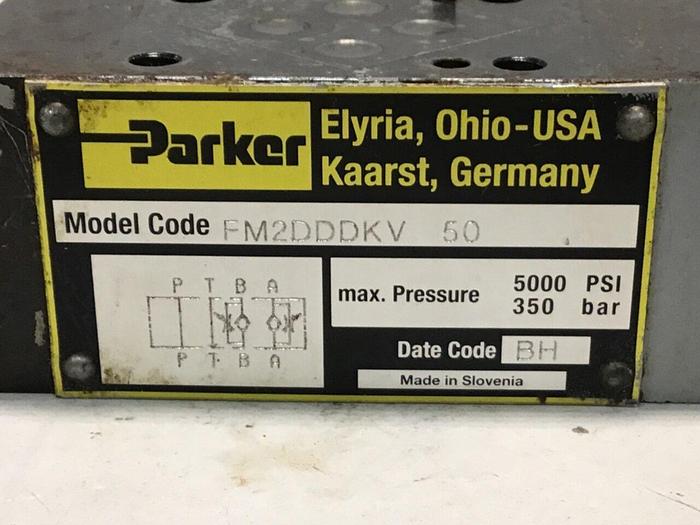 Parker
Elyria, Ohio-USA
Kaarst, Germany
Model Code FM2DDDKV 50
P T B A
P T B A
max. Pressure 5000 PSI
350 bar
Date Code BH
Made in Slovenia